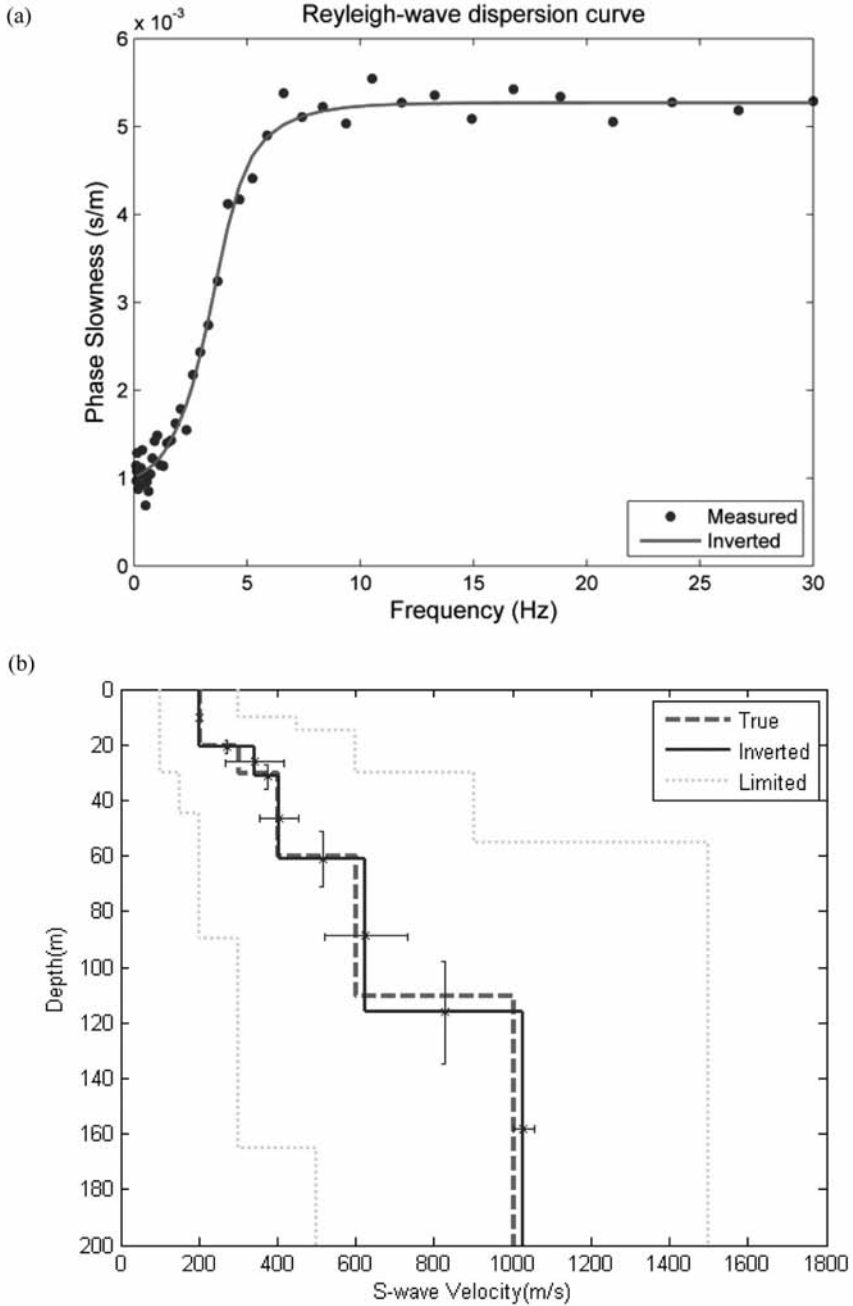 (a)
Reyleigh-wave dispersion curve
x 10-3
6
5
4
3
2
1
0
Phase Slowness (s/m)
Measured
Inverted
0 5 10 15 20 25 30
Frequency (Hz)
(b)
0
20
40
60
80
100
120
140
160
180
200
Depth(m)
True
Inverted
Limited
0 200 400 600 800 1000 1200 1400 1600 1800
S-wave Velocity(m/s)